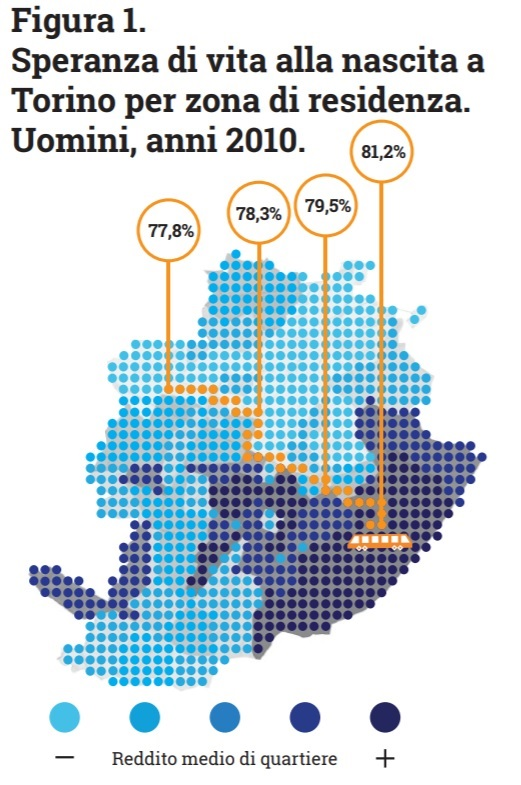 Figura 1.
Speranza di vita alla nascita a
Torino per zona di residenza.
Uomini, anni 2010.
81,2%
79,5%
78,3%
77,8%
Reddito medio di quartiere
− +